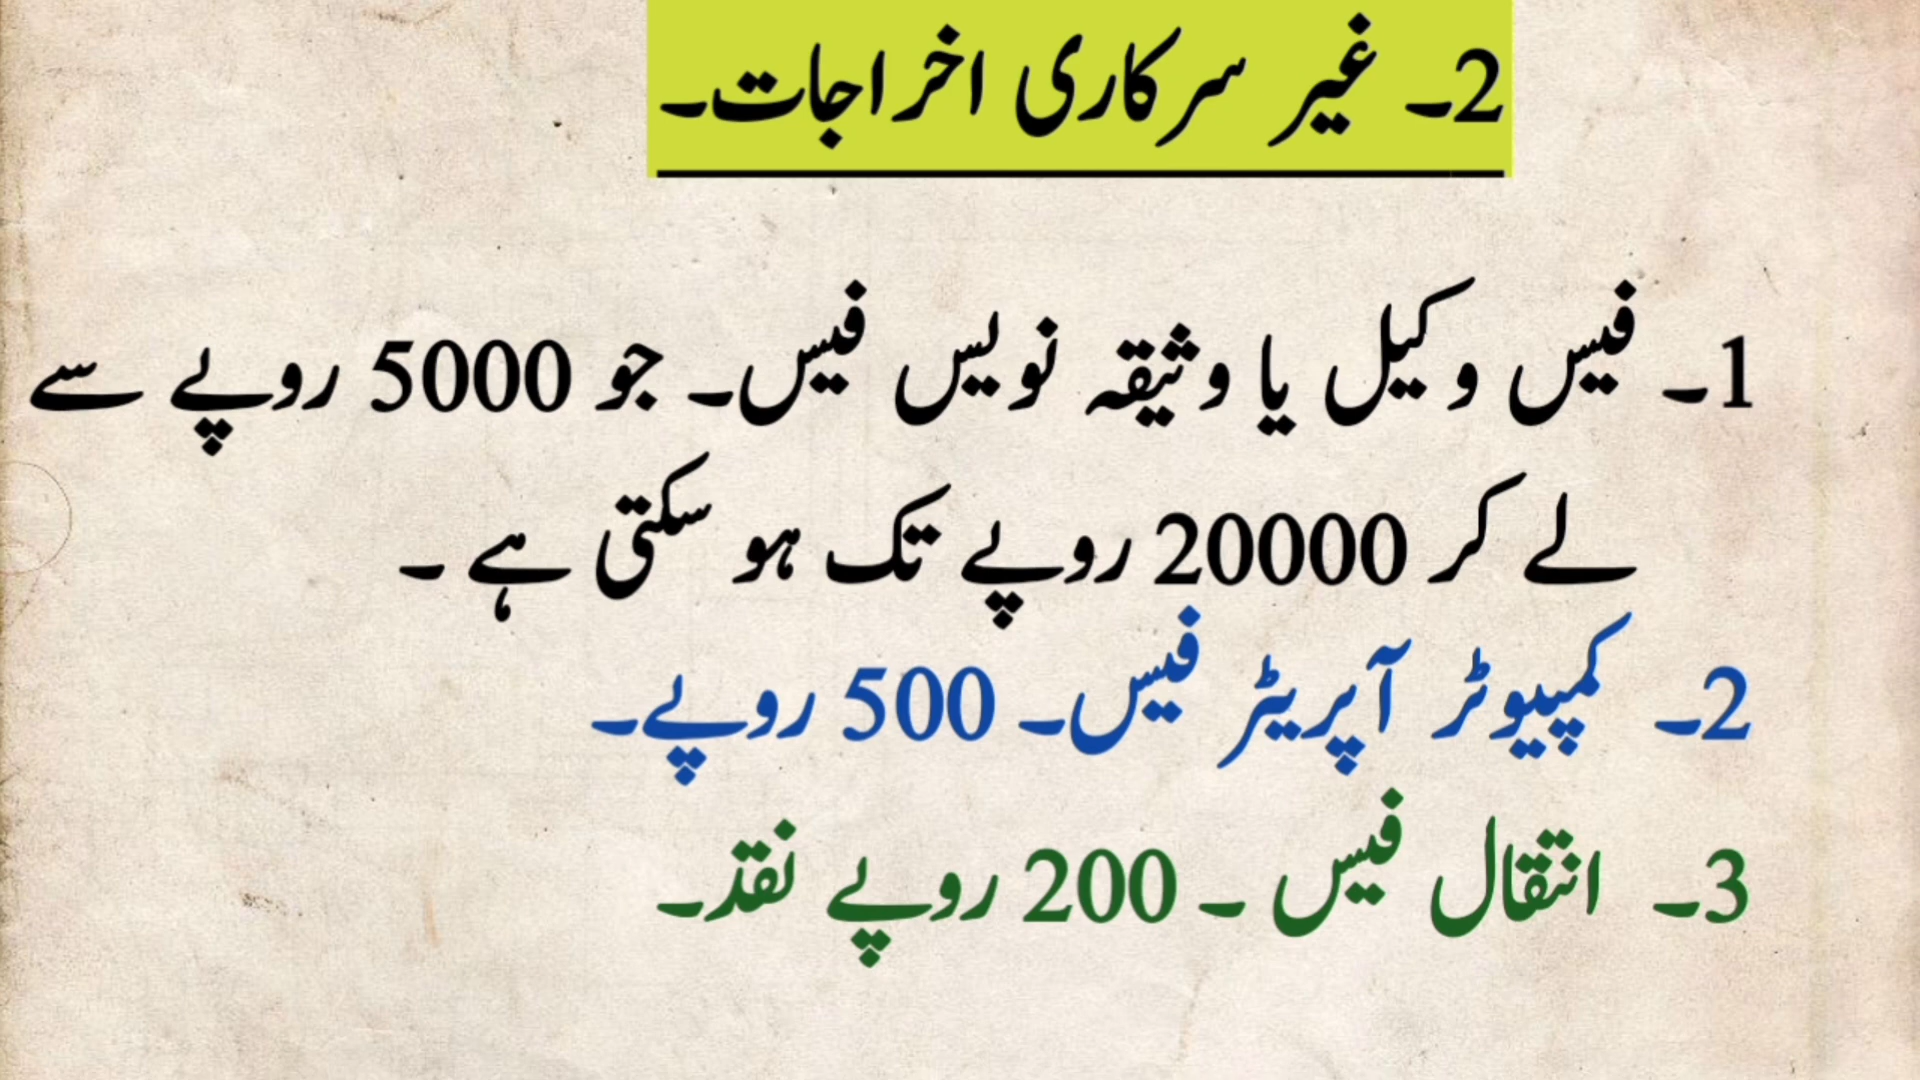 2۔ غیر سرکاری اخراجات۔
1۔ فیس وکیل یا وثیقہ نویس فیس۔ جو 5000 روپے سے
لے کر 20000 روپے تک ہو سکتی ہے ۔
2۔ کمپیوٹر آپریٹر فیس۔ 500 روپے۔
3۔ انتقال فیس ۔ 200 روپے نقد۔